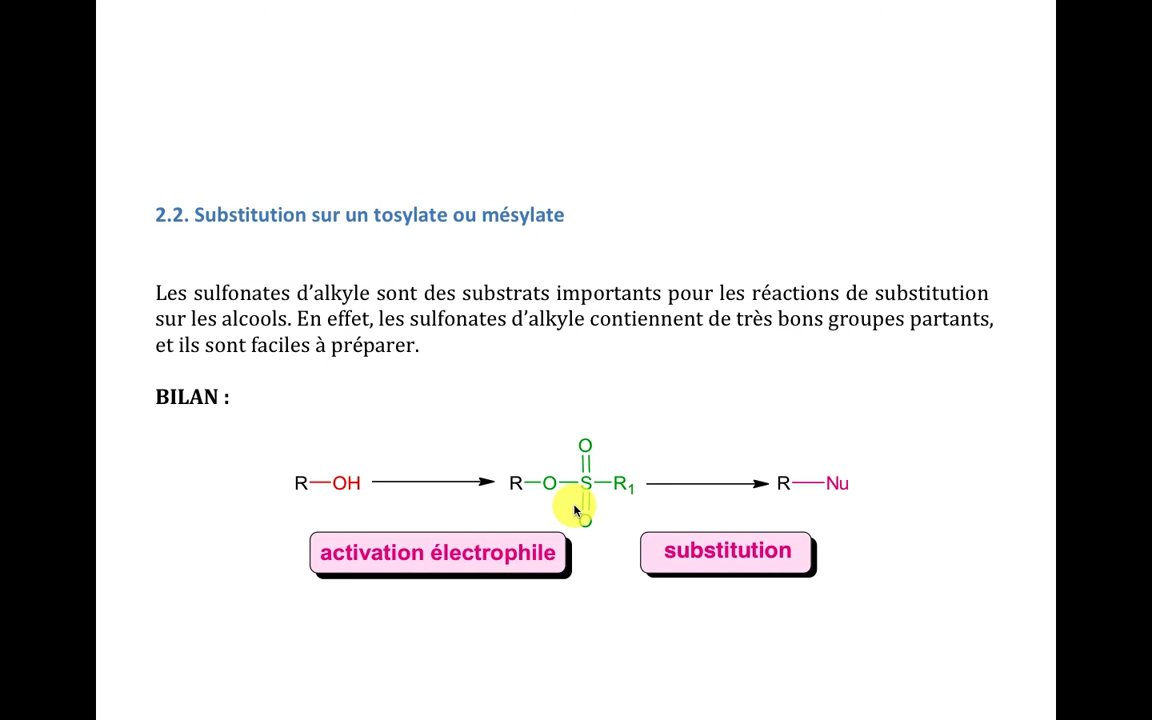 2.2. Substitution sur un tosylate ou mésylate
Les sulfonates d’alkyle sont des substrats importants pour les réactions de substitution
sur les alcools. En effet, les sulfonates d’alkyle contiennent de très bons groupes partants,
et ils sont faciles à préparer.
BILAN :
O
R—OH R—O—S—R1 R—Nu
O
activation électrophile substitution